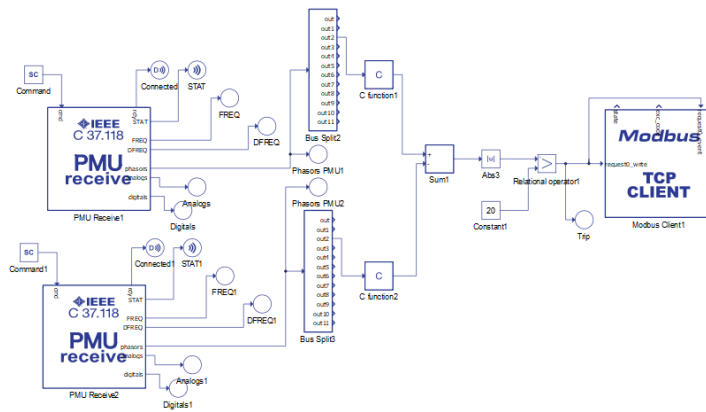 SC
Command
cmd
IEEE
C 37.118
PMU
receive
rdy
STAT
FREQ
DFREQ
phasors
Analogs
digitals
PMU Receive1
D
Connected
STAT
FREQ
DFREQ
Analogs
Digitals
out
out1
out2
out3
out4
out5
out6
out7
out8
out9
out10
out11
Bus Split2
Phasors PMU1
Phasors PMU2
C
C function1
+
-
Sum1
|u|
Abs3
20
Constant1
>
Relational operator1
Trip
state
request0_write
Modbus
TCP
CLIENT
Modbus Client1
SC
Command1
cmd
IEEE
C 37.118
PMU
receive
rdy
STAT
FREQ
DFREQ
phasors
Analogs
digitals
PMU Receive2
D
Connected1
STAT1
FREQ1
DFREQ1
Analogs1
Digitals1
out
out1
out2
out3
out4
out5
out6
out7
out8
out9
out10
out11
Bus Split3
C
C function2